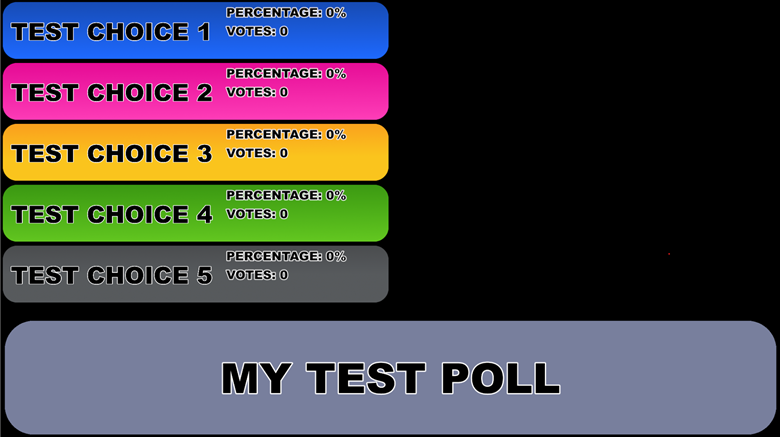 TEST CHOICE 1
PERCENTAGE: 0%
VOTES: 0
TEST CHOICE 2
PERCENTAGE: 0%
VOTES: 0
TEST CHOICE 3
PERCENTAGE: 0%
VOTES: 0
TEST CHOICE 4
PERCENTAGE: 0%
VOTES: 0
TEST CHOICE 5
PERCENTAGE: 0%
VOTES: 0
MY TEST POLL